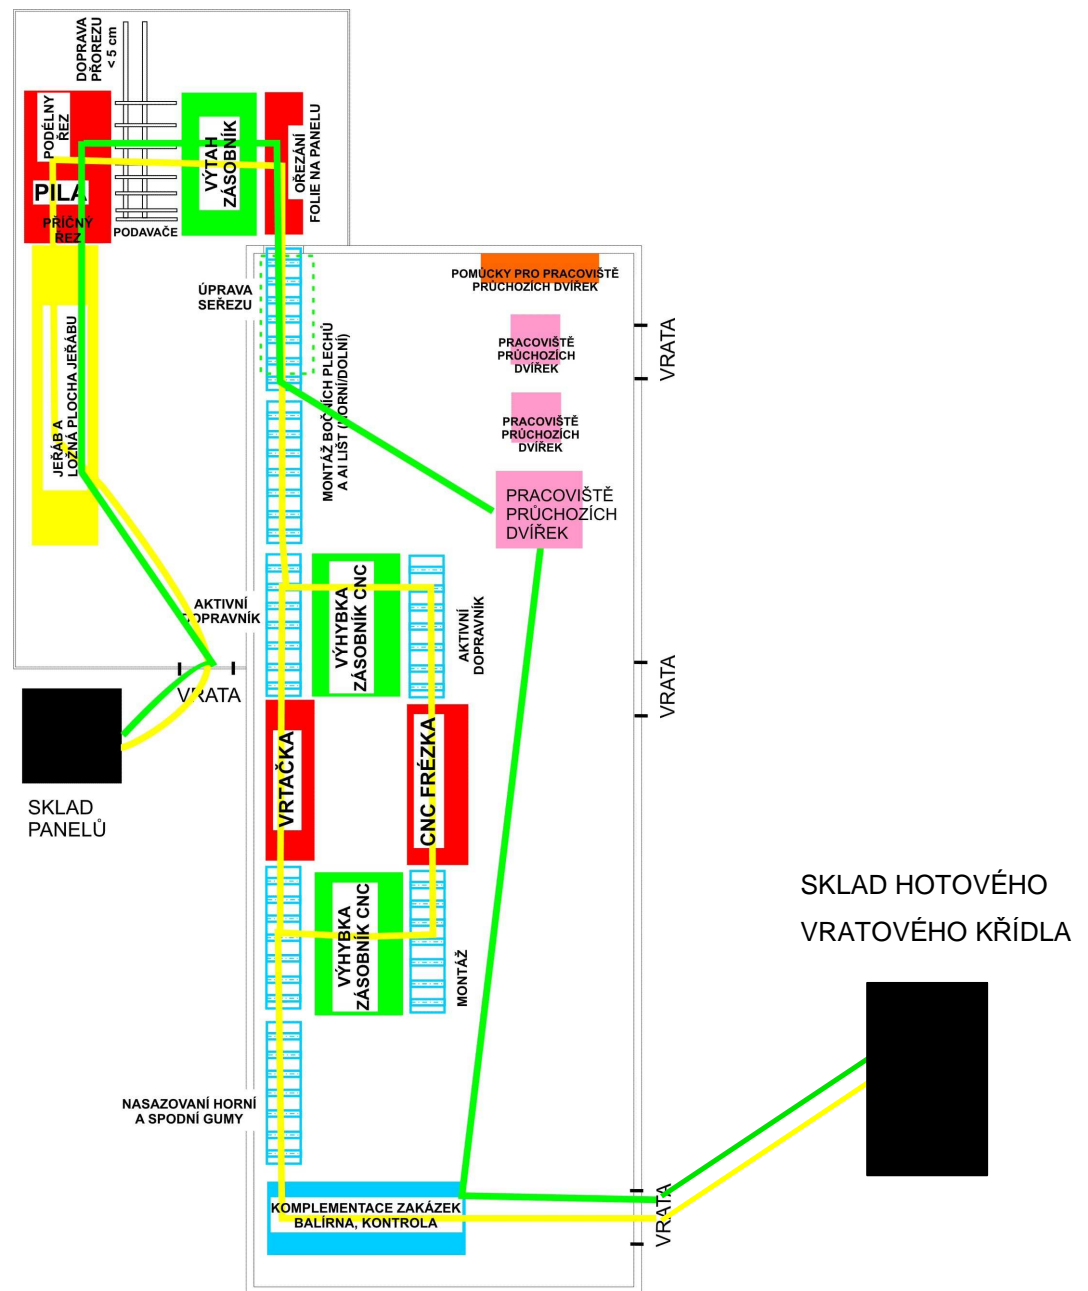 DOPRAVA
PŘOREZU
< 5 cm
PODÉLNY
ŘEZ
PILA
PŘÍČNÝ
ŘEZ
PODAVAČE
VÝTAH
ZÁSOBNÍK
OŘEZÁNÍ
FOLIE NA PANELU
ÚPRAVA
SEŘEZU
POMŮCKY PRO PRACOVIŠTĚ
PRŮCHOZÍCH DVÍŘEK
PRACOVIŠTĚ
PRŮCHOZÍCH
DVÍŘEK
VRATA
JEŘÁB A
LOŽNÁ PLOCHA JEŘÁBU
MONTÁŽ BOČNÍCH PLECHŮ
A Al LIŠT (HORNÍ/DOLNÍ)
PRACOVIŠTĚ
PRŮCHOZÍCH
DVÍŘEK
PRACOVIŠTĚ
PRŮCHOZÍCH
DVÍŘEK
AKTIVNÍ
DOPRAVNÍK
VÝHYBKA
ZÁSOBNÍK CNC
AKTIVNÍ
DOPRAVNÍK
VRATA
VRATA
SKLAD
PANELŮ
VRTAČKA
CNC FRÉZKA
VÝHYBKA
ZÁSOBNÍK CNC
MONTÁŽ
SKLAD HOTOVÉHO
VRATOVÉHO KŘÍDLA
NASAZOVANÍ HORNÍ
A SPODNÍ GUMY
KOMPLEMENTACE ZAKÁZEK
BALÍRNA, KONTROLA
VRATA